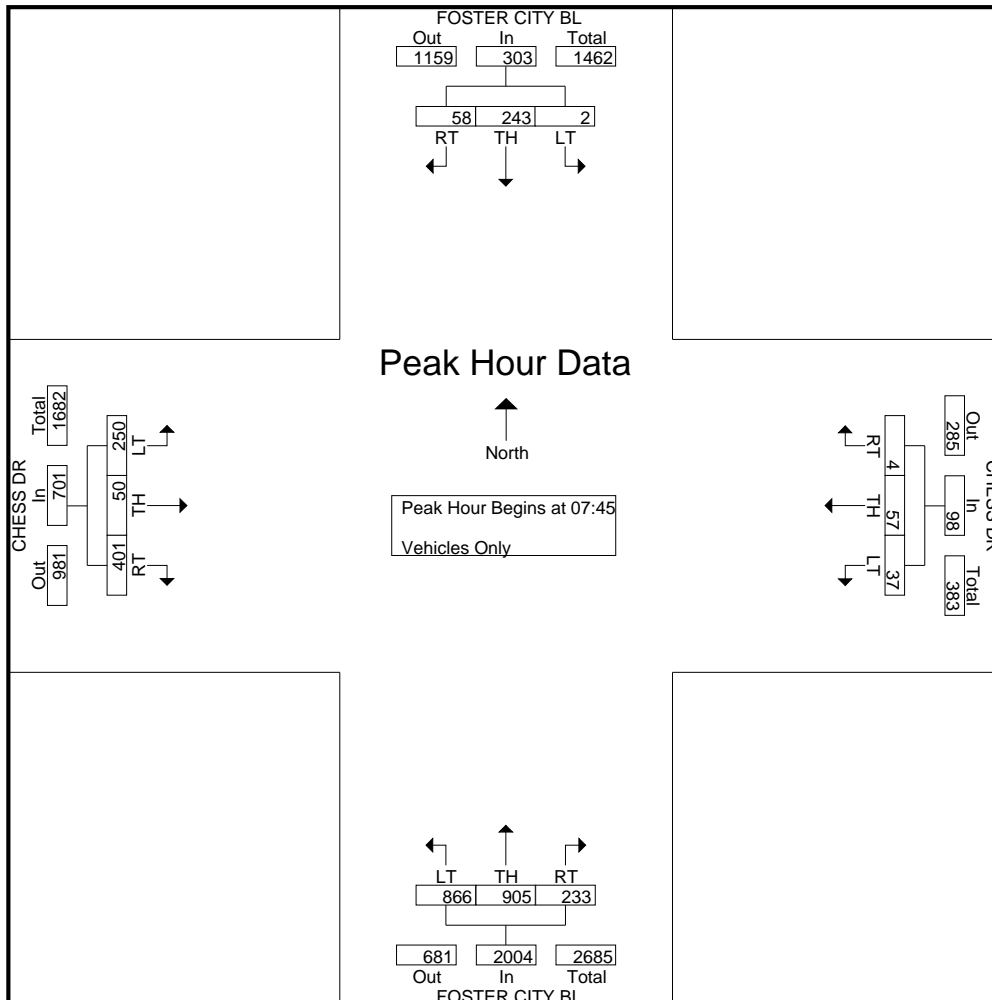 FOSTER CITY BL
Out In Total
1159 303 1462
58 243 2
RT TH LT
Peak Hour Data
North
Peak Hour Begins at 07:45
Vehicles Only
CHESS DR
Total In Out
1682 701 981
250 50 401
LT TH RT
CHESS DR
Out In Total
285 98 383
4 57 37
RT TH LT
LT TH RT
866 905 233
681 2004 2685
Out In Total
FOSTER CITY BL